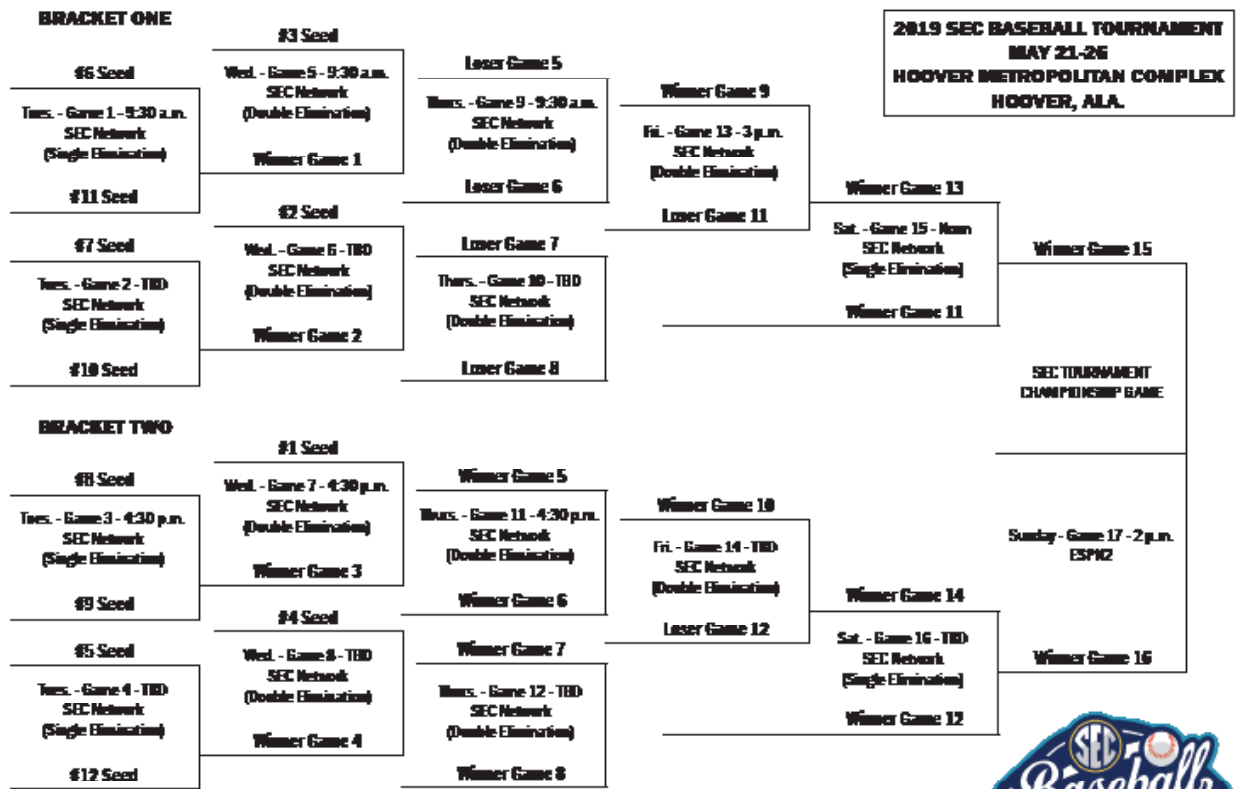 BRACKET ONE
2019 SEC BASEBALL TOURNAMENT
MAY 21-26
HOOVER METROPOLITAN COMPLEX
HOOVER, ALA.
#6 Seed
Tues. - Game 1 - 9:30 a.m.
SEC Network
(Single Elimination)
#11 Seed
#7 Seed
Tues. - Game 2 - TBD
SEC Network
(Single Elimination)
#10 Seed
#3 Seed
Wed. - Game 5 - 9:30 a.m.
SEC Network
(Double Elimination)
Winner Game 1
#2 Seed
Wed. - Game 6 - TBD
SEC Network
(Double Elimination)
Winner Game 2
Loser Game 5
Thurs. - Game 9 - 9:30 a.m.
SEC Network
(Double Elimination)
Loser Game 6
Loser Game 7
Thurs. - Game 10 - TBD
SEC Network
(Double Elimination)
Loser Game 8
Winner Game 9
Fri. - Game 13 - 3 p.m.
SEC Network
(Double Elimination)
Loser Game 11
Winner Game 13
Sat. - Game 15 - Noon
SEC Network
(Single Elimination)
Winner Game 11
Winner Game 15
SEC TOURNAMENT
CHAMPIONSHIP GAME
BRACKET TWO
#8 Seed
Tues. - Game 3 - 4:30 p.m.
SEC Network
(Single Elimination)
#9 Seed
#5 Seed
Tues. - Game 4 - TBD
SEC Network
(Single Elimination)
#12 Seed
#1 Seed
Wed. - Game 7 - 4:30 p.m.
SEC Network
(Double Elimination)
Winner Game 3
#4 Seed
Wed. - Game 8 - TBD
SEC Network
(Double Elimination)
Winner Game 4
Winner Game 5
Thurs. - Game 11 - 4:30 p.m.
SEC Network
(Double Elimination)
Winner Game 6
Winner Game 7
Thurs. - Game 12 - TBD
SEC Network
(Double Elimination)
Winner Game 8
Winner Game 10
Fri. - Game 14 - TBD
SEC Network
(Double Elimination)
Loser Game 12
Winner Game 14
Sat. - Game 16 - TBD
SEC Network
(Single Elimination)
Winner Game 12
Sunday - Game 17 - 2 p.m.
ESPN2
Winner Game 16
SEC
Baseball